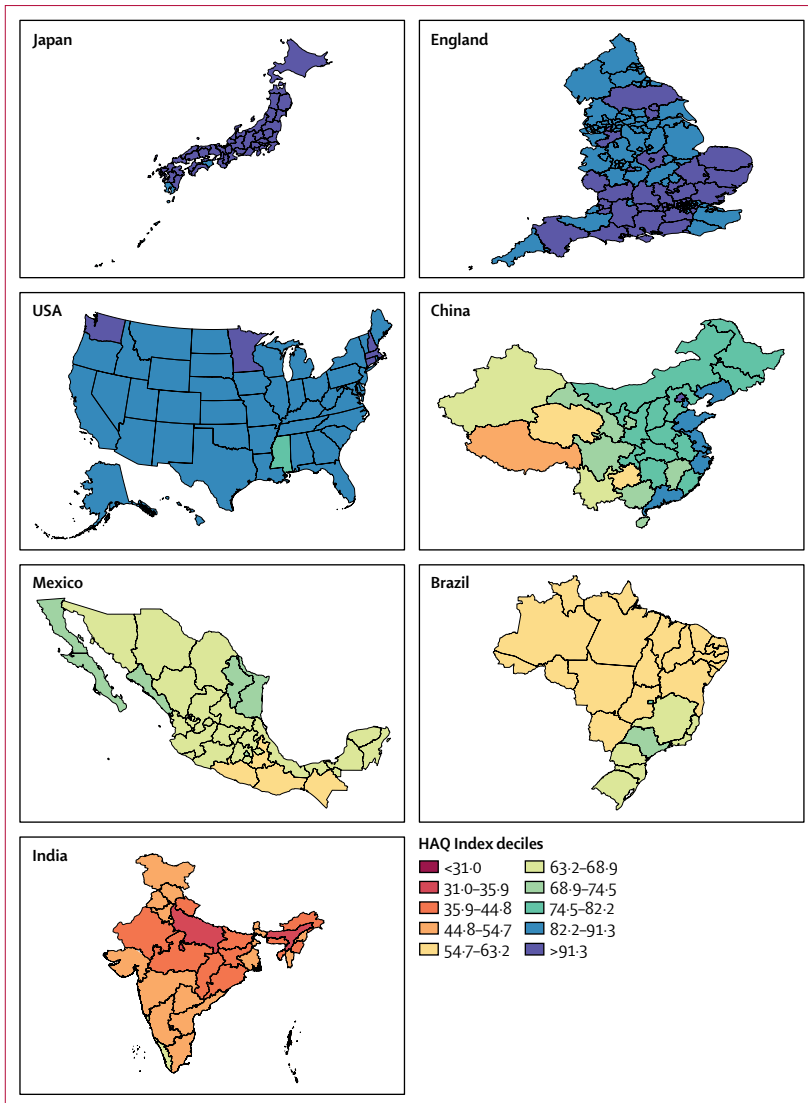 Japan
England
USA
China
Mexico
Brazil
India
HAQ Index deciles
<31·0
31·0–35·9
35·9–44·8
44·8–54·7
54·7–63·2
63·2–68·9
68·9–74·5
74·5–82·2
82·2–91·3
>91·3